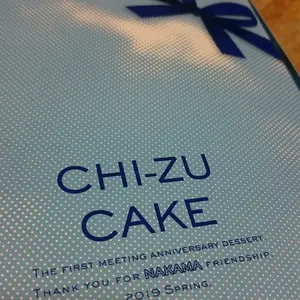 CHI-ZU
CAKE
THE FIRST MEETING ANNIVERSARY DESSERT.
THANK YOU FOR NAKAMA FRIENDSHIP.
2019 SPRING.